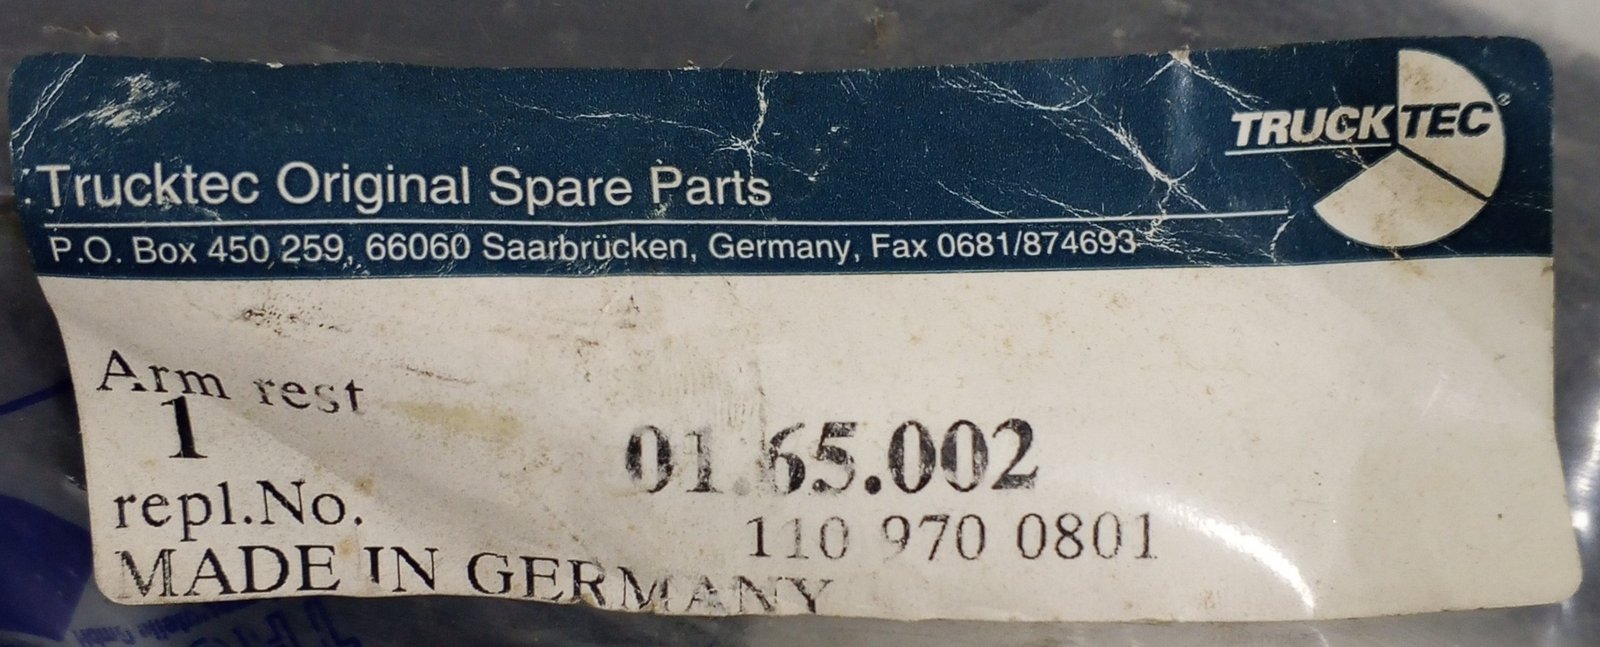 TRUCKTEC®
Trucktec Original Spare Parts
P.O. Box 450 259, 66060 Saarbrücken, Germany, Fax 0681/874693
Arm rest
1
01.65.002
repl.No.
110 970 0801
MADE IN GERMANY